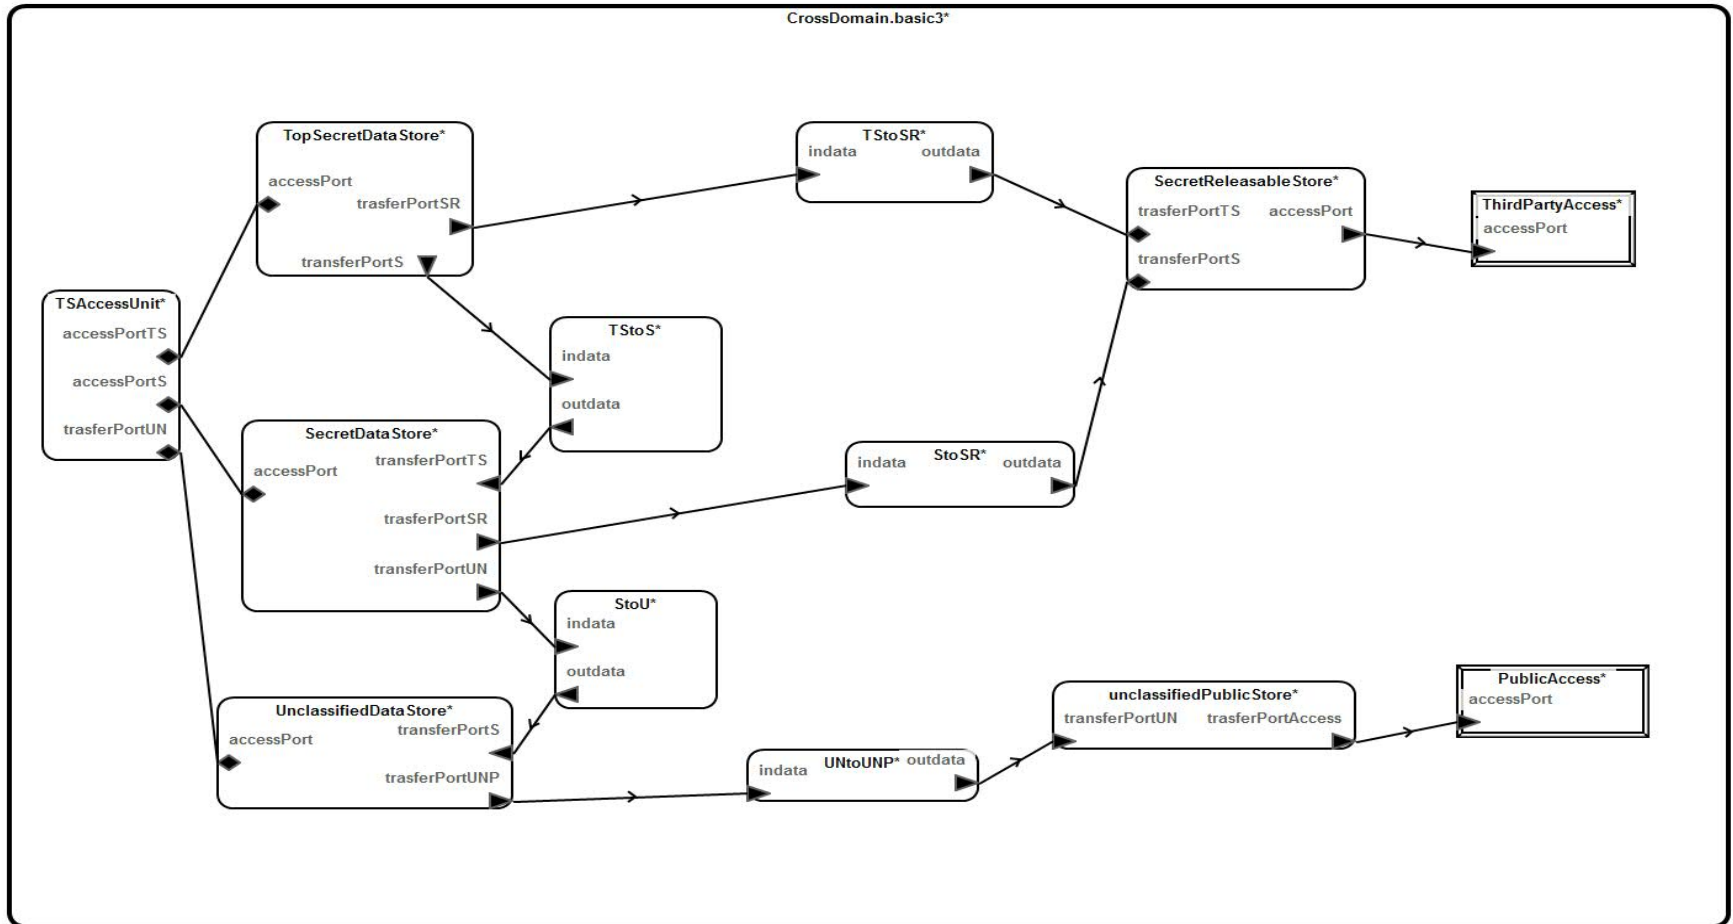 CrossDomain.basic3*
TopSecretDataStore*
accessPort
trasferPortSR
transferPortS
TStoSR*
indata outdata
SecretReleasableStore*
trasferPortTS accessPort
transferPortS
ThirdPartyAccess*
accessPort
TSAccessUnit*
accessPortTS
accessPortS
trasferPortUN
TStoS*
indata
outdata
SecretDataStore*
transferPortTS
accessPort
trasferPortSR
transferPortUN
StoSR*
indata outdata
StoU*
indata
outdata
UnclassifiedDataStore*
transferPortS
accessPort
trasferPortUNP
UNtoUNP*
indata outdata
unclassifiedPublicStore*
transferPortUN trasferPortAccess
PublicAccess*
accessPort